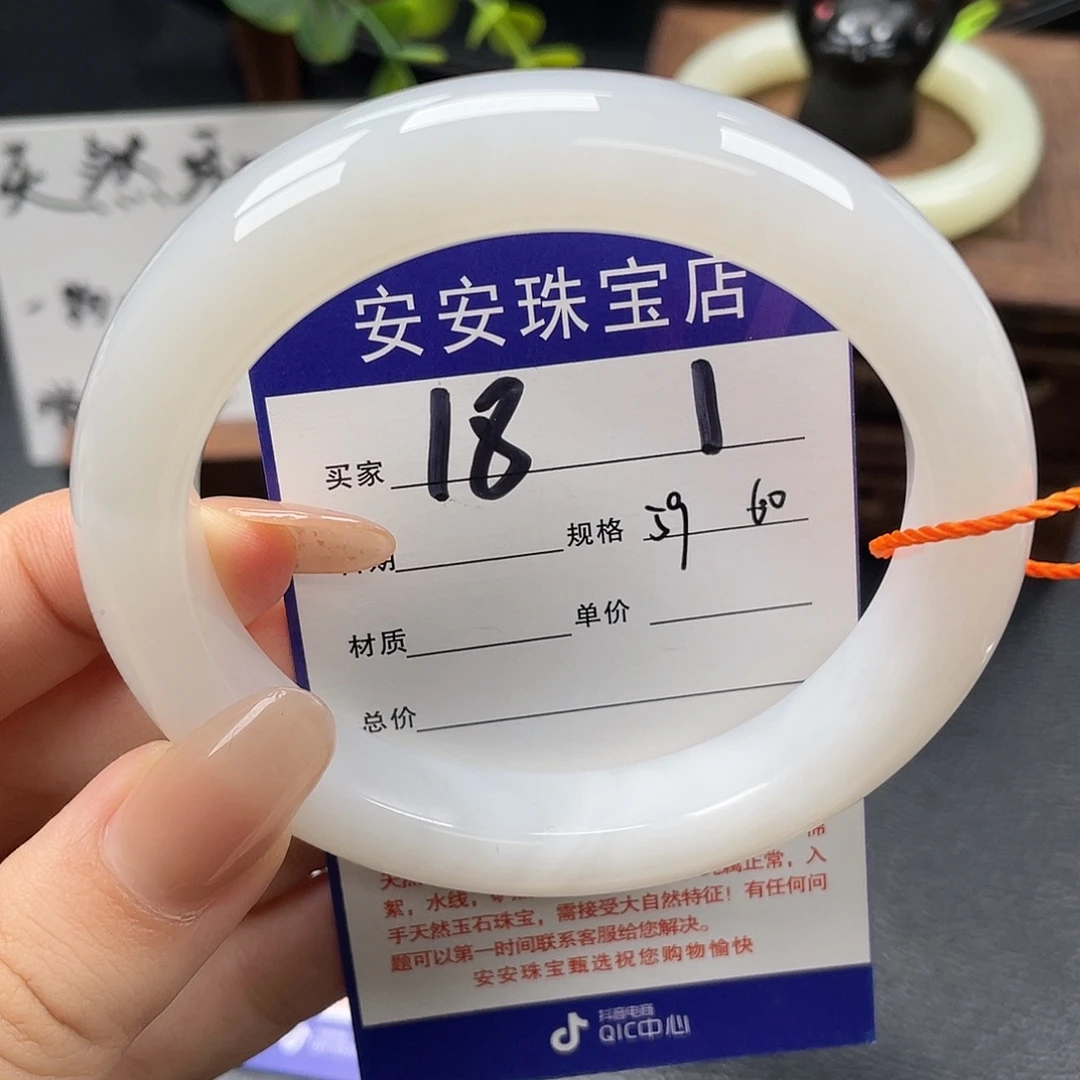 天然
安安珠宝店
买家 18 1
规格 59 60
材质 单价
总价
正常，入
絮，水线，
手天然玉石珠宝，需接受大自然特征！有任何问
题可以第一时间联系客服给您解决。
安安珠宝甄选祝您购物愉快
抖音电商
QIC中心